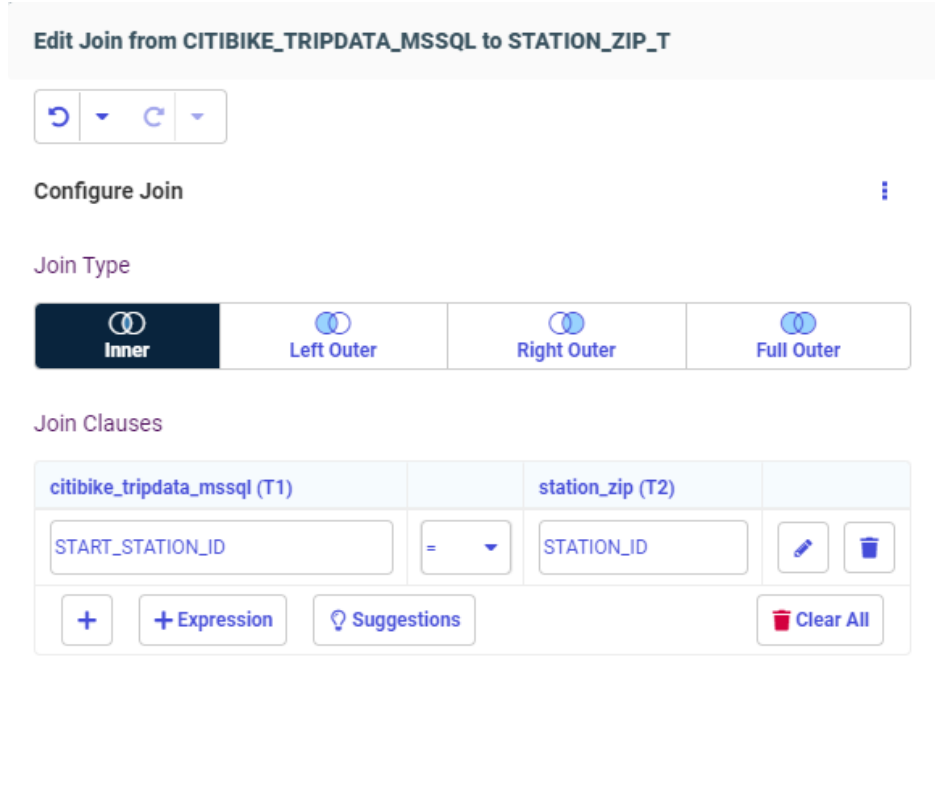 Edit Join from CITIBIKE_TRIPDATA_MSSQL to STATION_ZIP_T
Configure Join
Join Type
Inner Left Outer Right Outer Full Outer
Join Clauses
citibike_tripdata_mssql (T1) station_zip (T2)
START_STATION_ID = STATION_ID
+ + Expression Suggestions Clear All